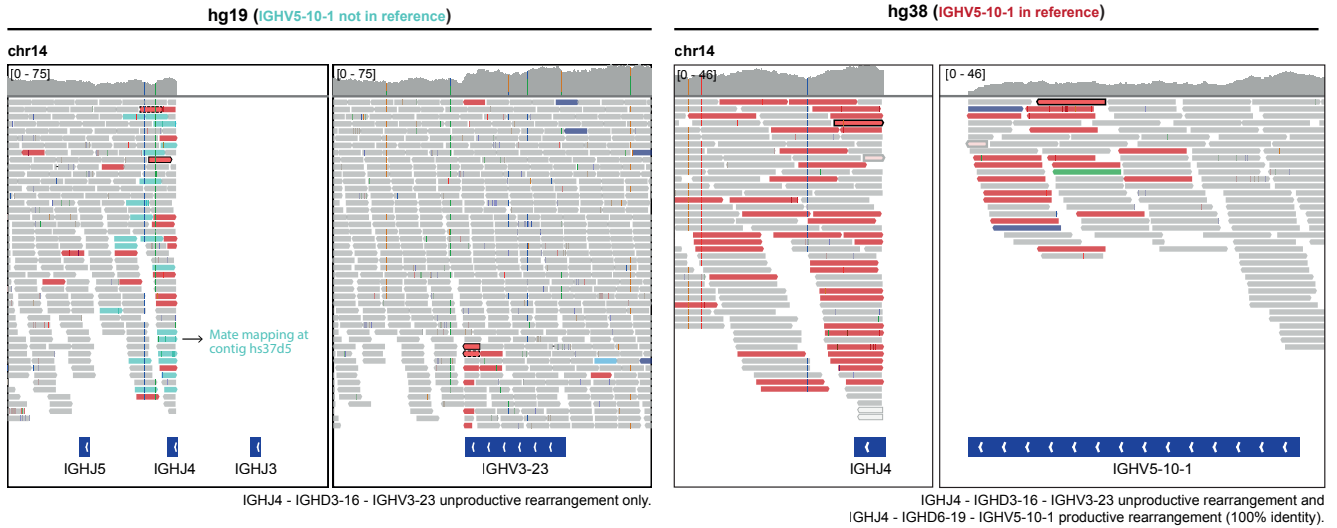 hg19 (IGHV5-10-1 not in reference)
hg38 (IGHV5-10-1 in reference)
chr14
chr14
[0 - 75]
[0 - 75]
[0 - 46]
[0 - 46]
Mate mapping at
contig hs37d5
IGHJ5
IGHJ4
IGHJ3
IGHV3-23
IGHJ4
IGHV5-10-1
IGHJ4 - IGHD3-16 - IGHV3-23 unproductive rearrangement only.
IGHJ4 - IGHD3-16 - IGHV3-23 unproductive rearrangement and
IGHJ4 - IGHD6-19 - IGHV5-10-1 productive rearrangement (100% identity).